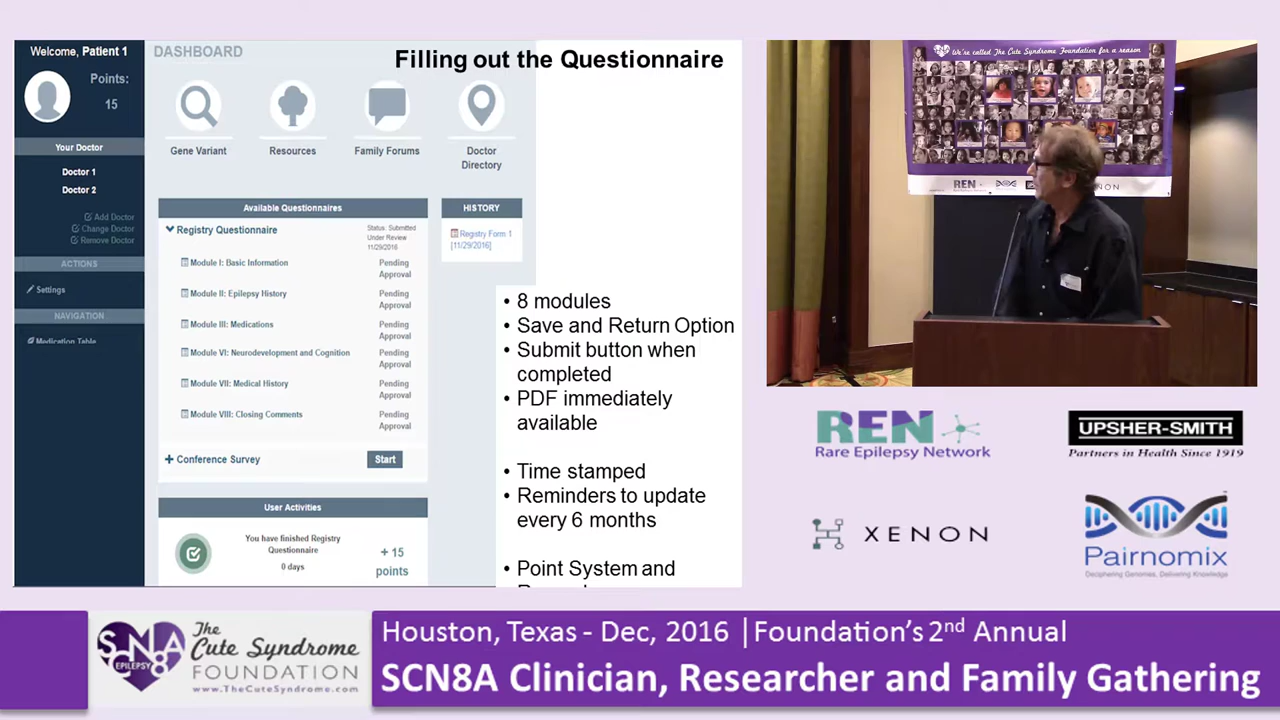 Welcome, Patient 1
Points:
15
Your Doctor
Doctor 1
Doctor 2
Add Doctor
Change Doctor
Remove Doctor
ACTIONS
Settings
NAVIGATION
Medication Table
DASHBOARD
Filling out the Questionnaire
Gene Variant
Resources
Family Forums
Doctor
Directory
Available Questionnaires
Registry Questionnaire
Status: Submitted
Under Review
11/29/2016
Module I: Basic Information
Pending
Approval
Module II: Epilepsy History
Pending
Approval
Module III: Medications
Pending
Approval
Module VI: Neurodevelopment and Cognition
Pending
Approval
Module VII: Medical History
Pending
Approval
Module VIII: Closing Comments
Pending
Approval
Conference Survey
Start
User Activities
You have finished Registry
Questionnaire
0 days
+ 15
points
HISTORY
Registry Form 1
[11/29/2016]
• 8 modules
• Save and Return Option
• Submit button when
completed
• PDF immediately
available
• Time stamped
• Reminders to update
every 6 months
• Point System and
We're called The Cute Syndrome Foundation for a reason
REN
XENON
REN
Rare Epilepsy Network
UPSHER-SMITH
Partners in Health Since 1919
XENON
Pairnomix
Deciphering Genomes, Delivering Knowledge
SCN8A
EPILEPSY
The
Cute Syndrome
FOUNDATION
www.TheCuteSyndrome.com
Houston, Texas - Dec, 2016 | Foundation's 2nd Annual
SCN8A Clinician, Researcher and Family Gathering